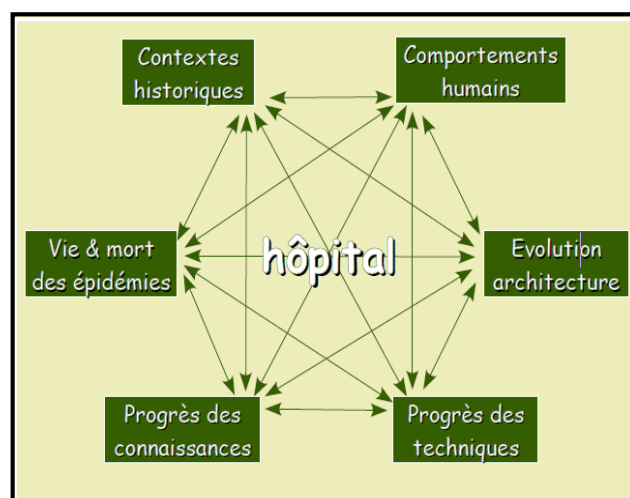 Contextes
historiques
Comportements
humains
Vie & mort
des épidémies
hôpital
Evolution
architecture
Progrès des
connaissances
Progrès des
techniques